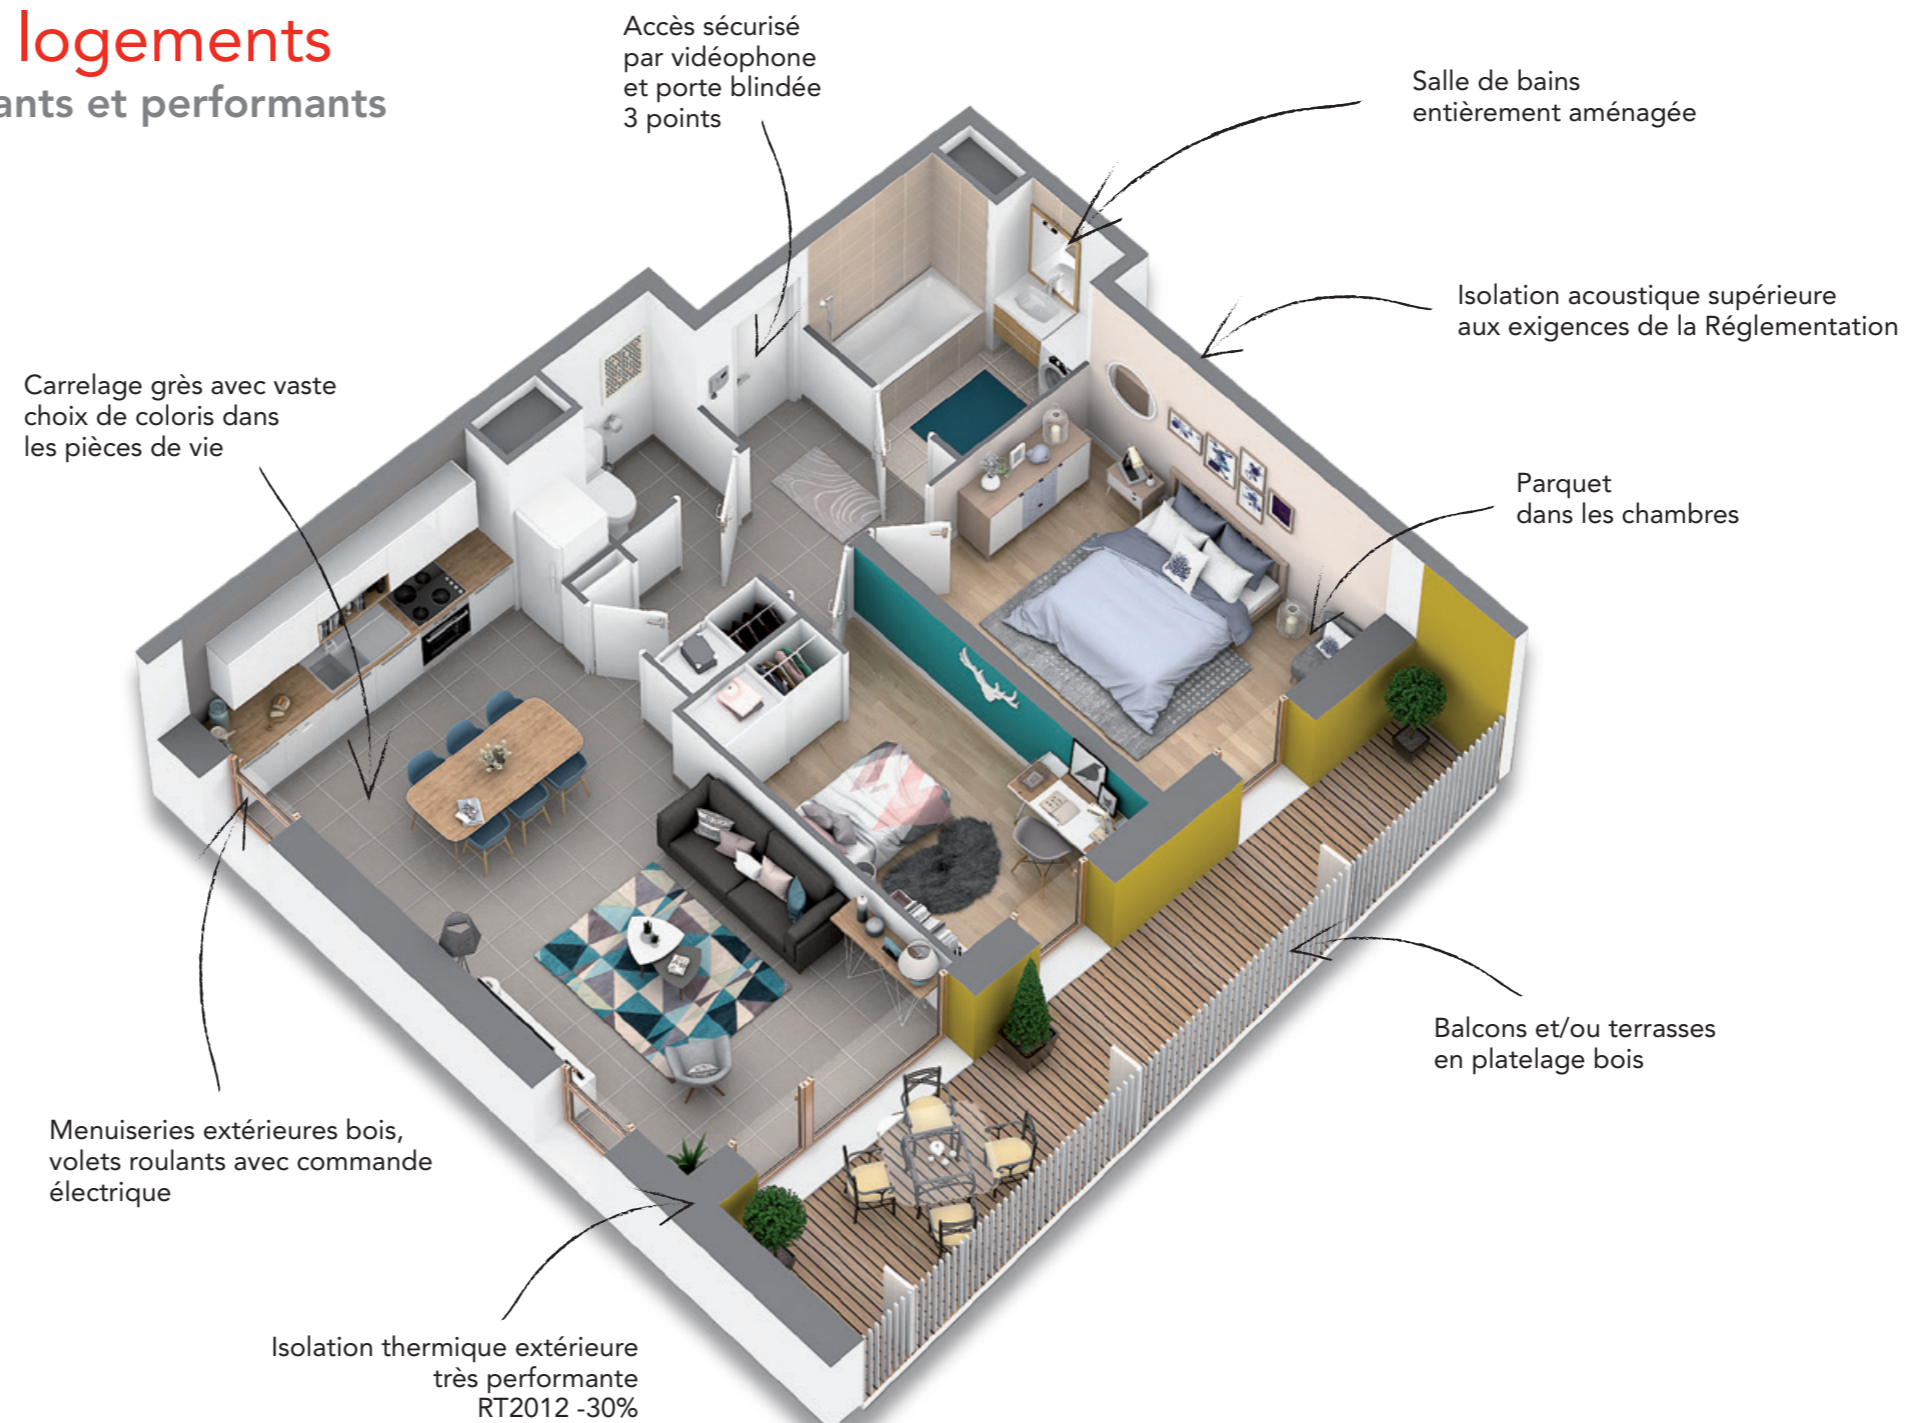 logements
ants et performants
Accès sécurisé
par vidéophone
et porte blindée
3 points
Salle de bains
entièrement aménagée
Isolation acoustique supérieure
aux exigences de la Réglementation
Carrelage grès avec vaste
choix de coloris dans
les pièces de vie
Parquet
dans les chambres
Balcons et/ou terrasses
en platelage bois
Menuiseries extérieures bois,
volets roulants avec commande
électrique
Isolation thermique extérieure
très performante
RT2012 -30%